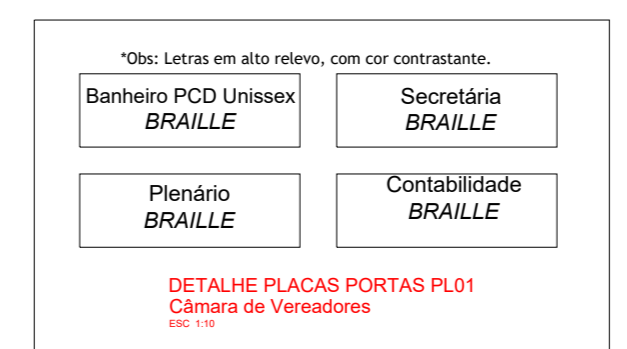 *Obs: Letras em alto relevo, com cor contrastante.
Banheiro PCD Unissex
BRAILLE
Secretária
BRAILLE
Plenário
BRAILLE
Contabilidade
BRAILLE
DETALHE PLACAS PORTAS PL01
Câmara de Vereadores
ESC 1:10